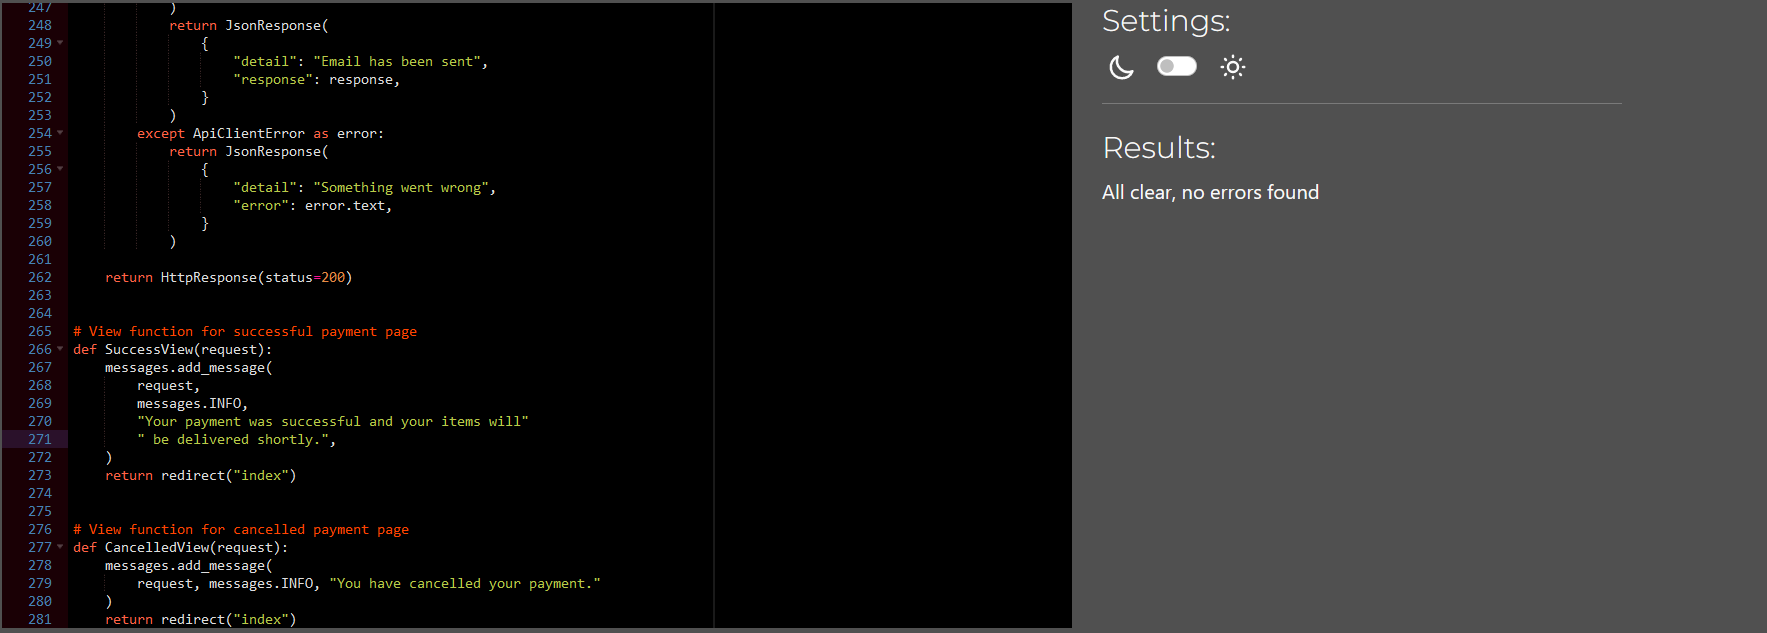 247 )
248 return JsonResponse(
249 {
250 "detail": "Email has been sent",
251 "response": response,
252 }
253 )
254 except ApiClientError as error:
255 return JsonResponse(
256 {
257 "detail": "Something went wrong",
258 "error": error.text,
259 }
260 )
261
262 return HttpResponse(status=200)
263
264
265 # View function for successful payment page
266 def SuccessView(request):
267 messages.add_message(
268 request,
269 messages.INFO,
270 "Your payment was successful and your items will"
271 " be delivered shortly.",
272 )
273 return redirect("index")
274
275
276 # View function for cancelled payment page
277 def CancelledView(request):
278 messages.add_message(
279 request, messages.INFO, "You have cancelled your payment."
280 )
281 return redirect("index")
Settings:
Results:
All clear, no errors found